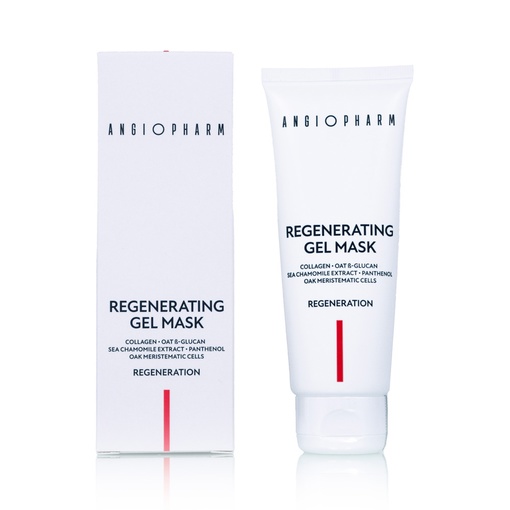 ANGIOPHARM
REGENERATING
GEL MASK
COLLAGEN • OAT ß-GLUCAN
SEA CHAMOMILE EXTRACT • PANTHENOL
OAK MERISTEMATIC CELLS
REGENERATION
ANGIOPHARM
REGENERATING
GEL MASK
COLLAGEN • OAT ß-GLUCAN
SEA CHAMOMILE EXTRACT • PANTHENOL
OAK MERISTEMATIC CELLS
REGENERATION